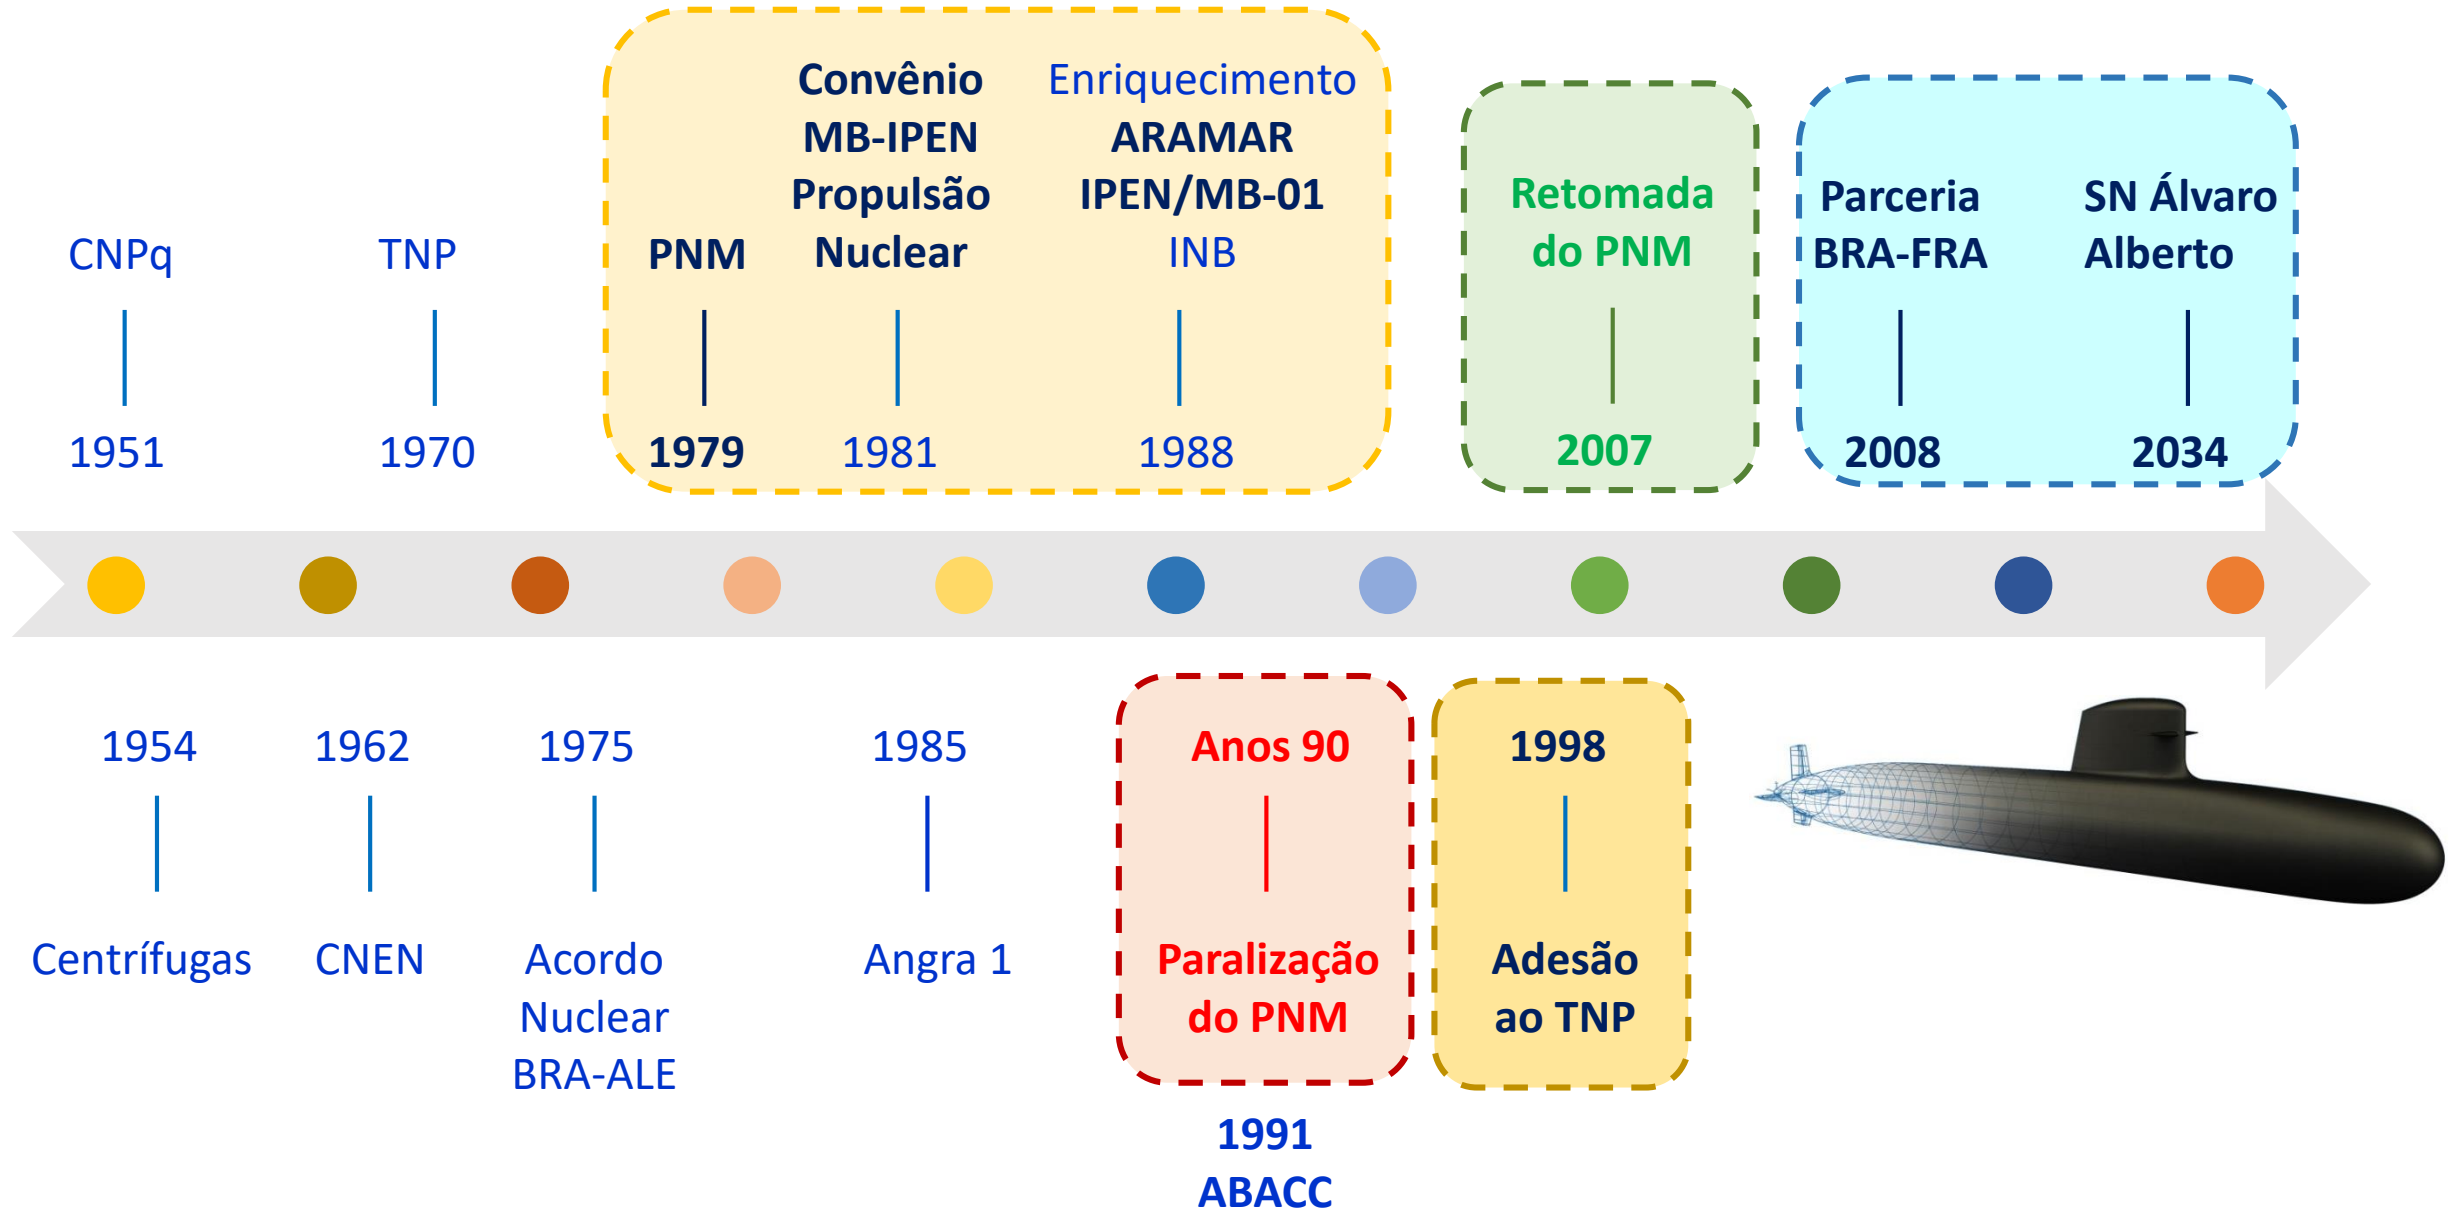 CNPq
1951
TNP
1970
PNM
1979
Convênio
MB-IPEN
Propulsão
Nuclear
1981
Enriquecimento
ARAMAR
IPEN/MB-01
INB
1988
Retomada
do PNM
2007
Parceria
BRA-FRA
2008
SN Álvaro
Alberto
2034
1954
Centrífugas
1962
CNEN
1975
Acordo
Nuclear
BRA-ALE
1985
Angra 1
Anos 90
Paralização
do PNM
1991
ABACC
1998
Adesão
ao TNP